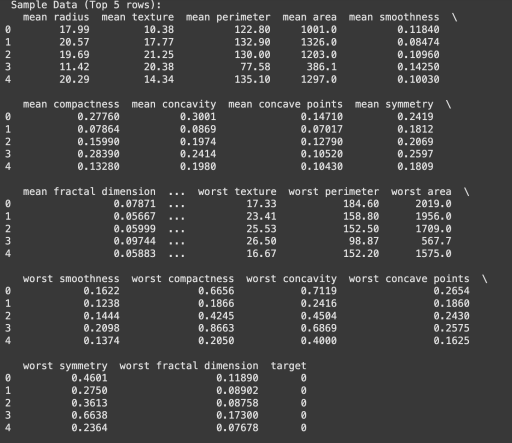 Sample Data (Top 5 rows):
   mean radius  mean texture  mean perimeter  mean area  mean smoothness  \
0        17.99         10.38          122.80     1001.0          0.11840
1        20.57         17.77          132.90     1326.0          0.08474
2        19.69         21.25          130.00     1203.0          0.10960
3        11.42         20.38           77.58      386.1          0.14250
4        20.29         14.34          135.10     1297.0          0.10030
   mean compactness  mean concavity  mean concave points  mean symmetry  \
0           0.27760          0.3001              0.14710         0.2419
1           0.07864          0.0869              0.07017         0.1812
2           0.15990          0.1974              0.12790         0.2069
3           0.28390          0.2414              0.10520         0.2597
4           0.13280          0.1980              0.10430         0.1809
   mean fractal dimension  ...  worst texture  worst perimeter  worst area  \
0                 0.07871  ...          17.33           184.60      2019.0
1                 0.05667  ...          23.41           158.80      1956.0
2                 0.05999  ...          25.53           152.50      1709.0
3                 0.09744  ...          26.50            98.87       567.7
4                 0.05883  ...          16.67           152.20      1575.0
   worst smoothness  worst compactness  worst concavity  worst concave points  \
0            0.1622             0.6656           0.7119                0.2654
1            0.1238             0.1866           0.2416                0.1860
2            0.1444             0.4245           0.4504                0.2430
3            0.2098             0.8663           0.6869                0.2575
4            0.1374             0.2050           0.4000                0.1625
   worst symmetry  worst fractal dimension  target
0          0.4601                  0.11890       0
1          0.2750                  0.08902       0
2          0.3613                  0.08758       0
3          0.6638                  0.17300       0
4          0.2364                  0.07678       0